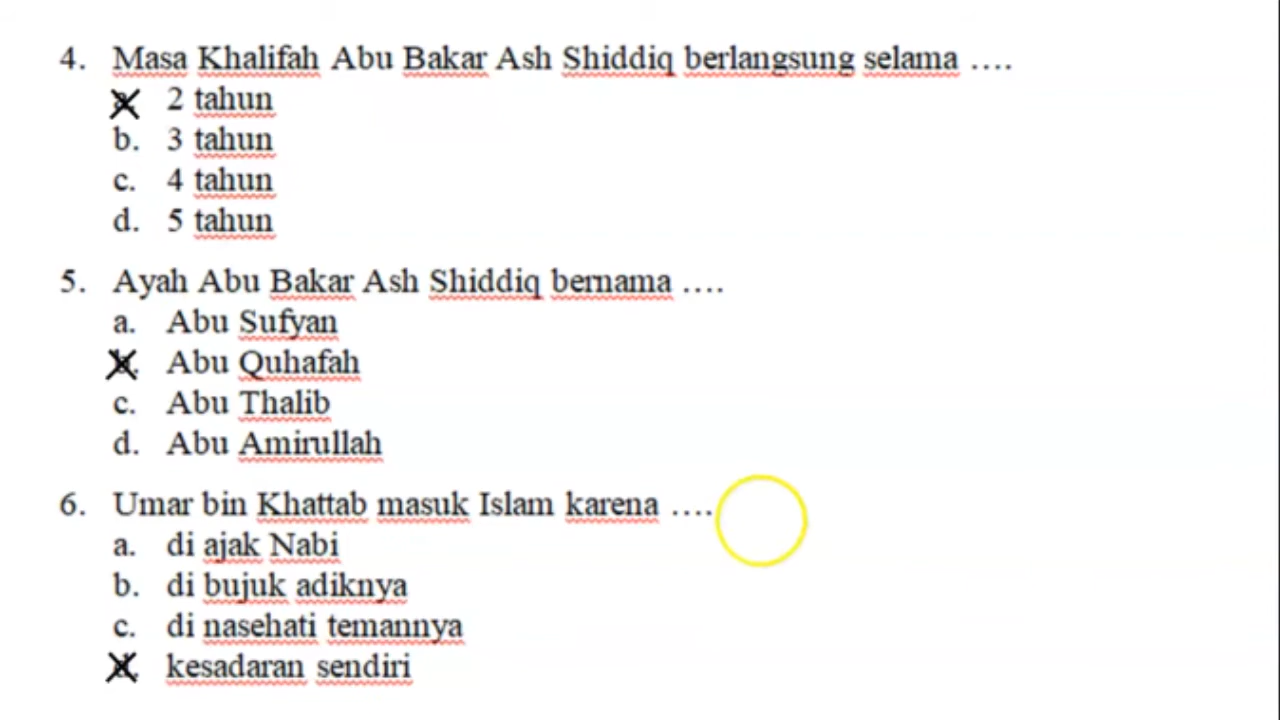 4. Masa Khalifah Abu Bakar Ash Shiddiq berlangsung selama ....
a. 2 tahun
b. 3 tahun
c. 4 tahun
d. 5 tahun
5. Ayah Abu Bakar Ash Shiddiq bernama ....
a. Abu Sufyan
b. Abu Quhafah
c. Abu Thalib
d. Abu Amirullah
6. Umar bin Khattab masuk Islam karena ....
a. di ajak Nabi
b. di bujuk adiknya
c. di nasehati temannya
d. kesadaran sendiri